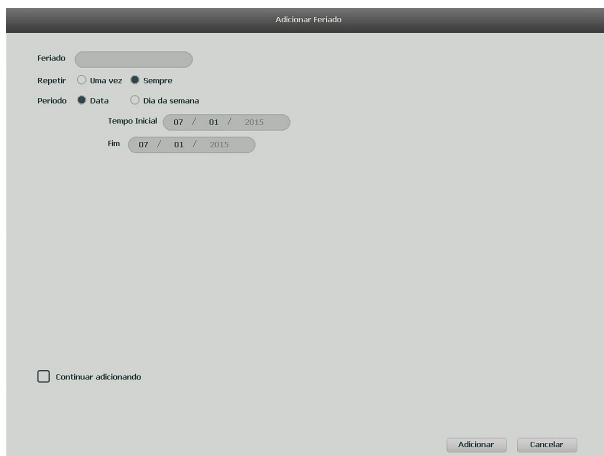 Adicionar Feriado
Feriado
Repetir Uma vez Sempre
Periodo Data Dia da semana
Tempo Inicial 07 / 01 / 2015
Fim 07 / 01 / 2015
Continuar adicionando
Adicionar Cancelar